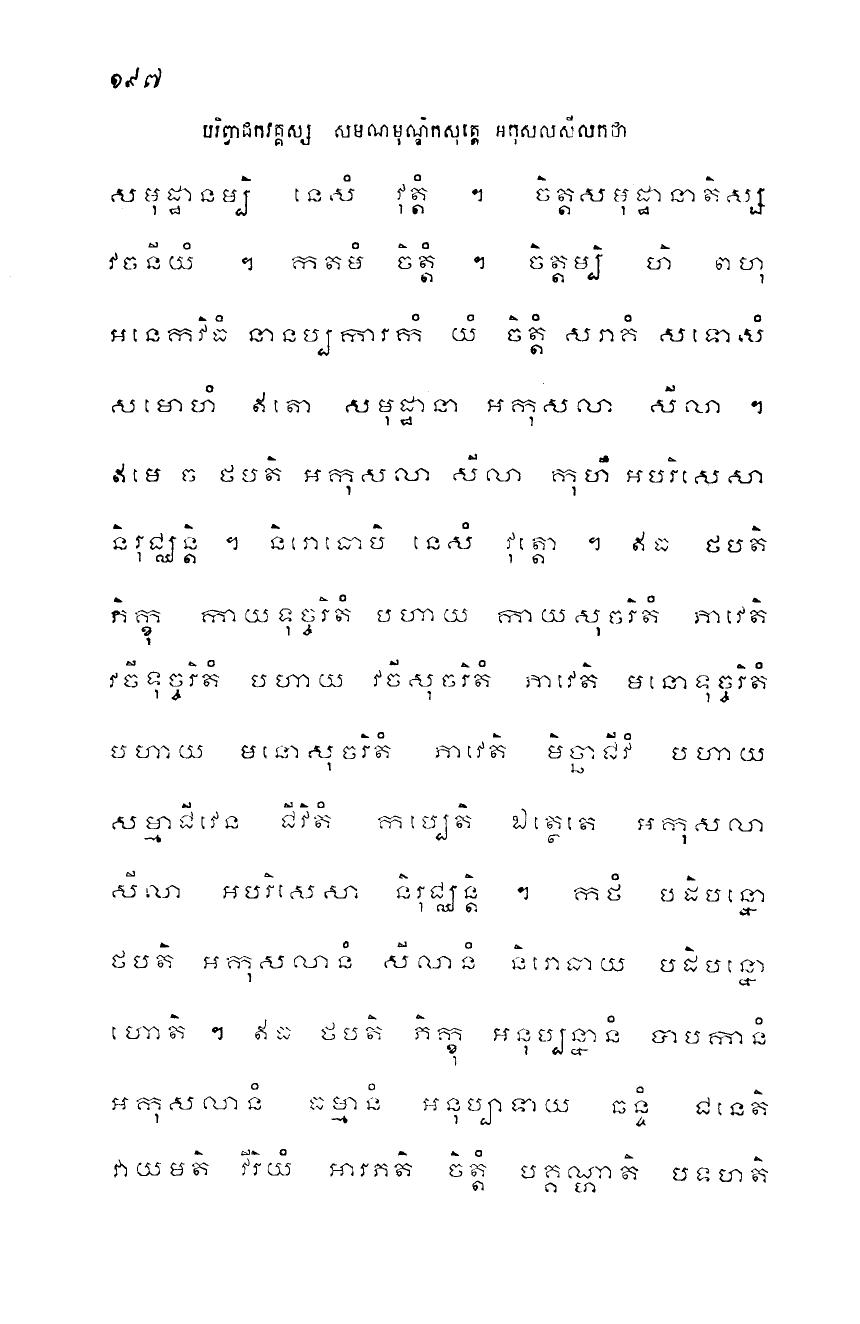 ១៩៧
បរិព្វាជកវគ្គស្ស សមណមុណ្ឌិកសុត្តេ អកុសលសីលកថា
សមុដ្ឋានម្បិ នេសំ វុត្តំ ។ ចិត្តសមុដ្ឋានាតិស្ស
វចនីយំ ។ កតមំ ចិត្តំ ។ ចិត្តម្បិ ហិ ពហុ
អនេកវិធំ នានប្បការកំ យំ ចិត្តំ សរាគំ សទោសំ
សមោហំ ឥតោ សមុដ្ឋានា អកុសលា សីលា ។
ឥមេ ច ថបតិ អកុសលា សីលា កុហឹ អបរិសេសា
និរុជ្ឈន្តិ ។ និរោធោបិ នេសំ វុត្តោ ។ ឥធ ថបតិ
ភិក្ខុ កាយទុច្ចរិតំ បហាយ កាយសុចរិតំ ភាវេតិ
វចីទុច្ចរិតំ បហាយ វចីសុចរិតំ ភាវេតិ មនោទុច្ចរិតំ
បហាយ មនោសុចរិតំ ភាវេតិ មិច្ឆាជីវំ បហាយ
សម្មាជីវេន ជីវិតំ កប្បេតិ ឯត្ថេតេ អកុសលា
សីលា អបរិសេសា និរុជ្ឈន្តិ ។ កថំ បដិបន្នោ
ថបតិ អកុសលានំ សីលានំ និរោធាយ បដិបន្នោ
ហោតិ ។ ឥធ ថបតិ ភិក្ខុ អនុប្បន្នានំ បាបកានំ
អកុសលានំ ធម្មានំ អនុប្បាទាយ ឆន្ទំ ជនេតិ
វាយមតិ វីរិយំ អារភតិ ចិត្តំ បគ្គណ្ហាតិ បទហតិ